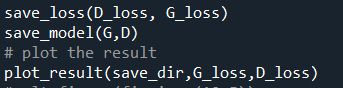 save_loss(D_loss, G_loss)
save_model(G,D)
# plot the result
plot_result(save_dir,G_loss,D_loss)